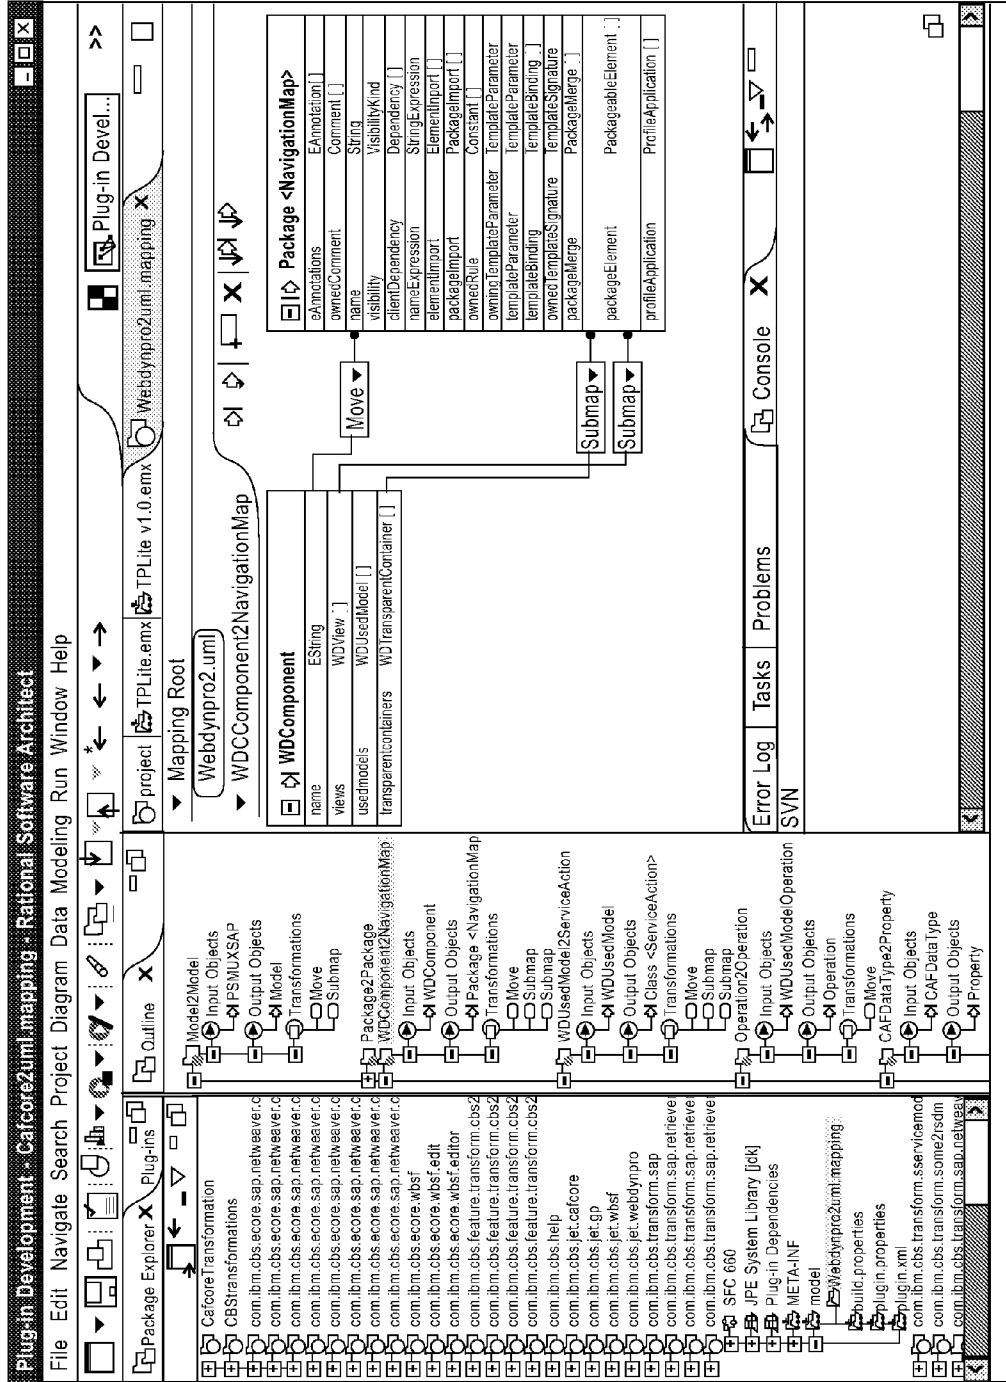 Plug-in Development - Cafcore2uml.mapping - Rational Software Architect
File Edit Navigate Search Project Diagram Data Modeling Run Window Help
Plug-in Devel... >>
Package Explorer X Plug-ins
CafcoreTransformation
CBStransformations
com.ibm.cbs.ecore.sap.netweaver.c
com.ibm.cbs.ecore.sap.netweaver.c
com.ibm.cbs.ecore.sap.netweaver.c
com.ibm.cbs.ecore.sap.netweaver.c
com.ibm.cbs.ecore.sap.netweaver.c
com.ibm.cbs.ecore.sap.netweaver.c
com.ibm.cbs.ecore.sap.netweaver.c
com.ibm.cbs.ecore.wbsf
com.ibm.cbs.ecore.wbsf.edit
com.ibm.cbs.ecore.wbsf.editor
com.ibm.cbs.feature.transform.cbs2
com.ibm.cbs.feature.transform.cbs2
com.ibm.cbs.feature.transform.cbs2
com.ibm.cbs.feature.transform.cbs2
com.ibm.cbs.help
com.ibm.cbs.jet.cafcore
com.ibm.cbs.jet.gp
com.ibm.cbs.jet.wbsf
com.ibm.cbs.jet.webdynpro
com.ibm.cbs.transform.sap
com.ibm.cbs.transform.sap.retriever
com.ibm.cbs.transform.sap.retriever
com.ibm.cbs.transform.sap.retriever
SFC 660
JPE System Library [jdk]
Plug-in Dependencies
META-INF
model
Webdynpro2uml.mapping
build.properties
plugin.properties
plugin.xml
com.ibm.cbs.transform.sservicemod
com.ibm.cbs.transform.some2rsdm
com.ibm.cbs.transform.sap.netweav
Outline X
Model2Model
Input Objects
PSMUXSAP
Output Objects
Model
Transformations
Move
Submap
Package2Package
WDComponent2NavigationMap
Input Objects
WDComponent
Output Objects
Package <NavigationMap
Transformations
Move
Submap
Submap
WDUsedModel2ServiceAction
Input Objects
WDUsedModel
Output Objects
Class <ServiceAction>
Transformations
Move
Submap
Submap
Operation2Operation
Input Objects
WDUsedModelOperation
Output Objects
Operation
Transformations
Move
CAFDataType2Property
Input Objects
CAFDataType
Output Objects
Property
project TPLite.emx TPLite v1.0.emx Webdynpro2uml.mapping X
Mapping Root
Webdynpro2.uml
WDCComponent2NavigationMap
WDComponent
name EString
views WDView [ ]
usedmodels WDUsedModel [ ]
transparentcontainers WDTransparentContainer [ ]
Move
Submap
Submap
Package <NavigationMap>
eAnnotations EAnnotation[ ]
ownedComment Comment [ ]
name String
visibility VisibilityKind
clientDependency Dependency [ ]
nameExpression StringExpression
elementImport ElementInport [ ]
packageImport PackageImport [ ]
ownedRule Constant [ ]
owningTemplateParameter TemplateParameter
templateParameter TemplateParameter
templateBinding TemplateBinding [ ]
ownedTemplateSignature TemplateSignature
packageMerge PackageMerge [ ]
packageElement PackageableElement [ ]
profileApplication ProfileApplication [ ]
Error Log Tasks Problems Console X
SVN